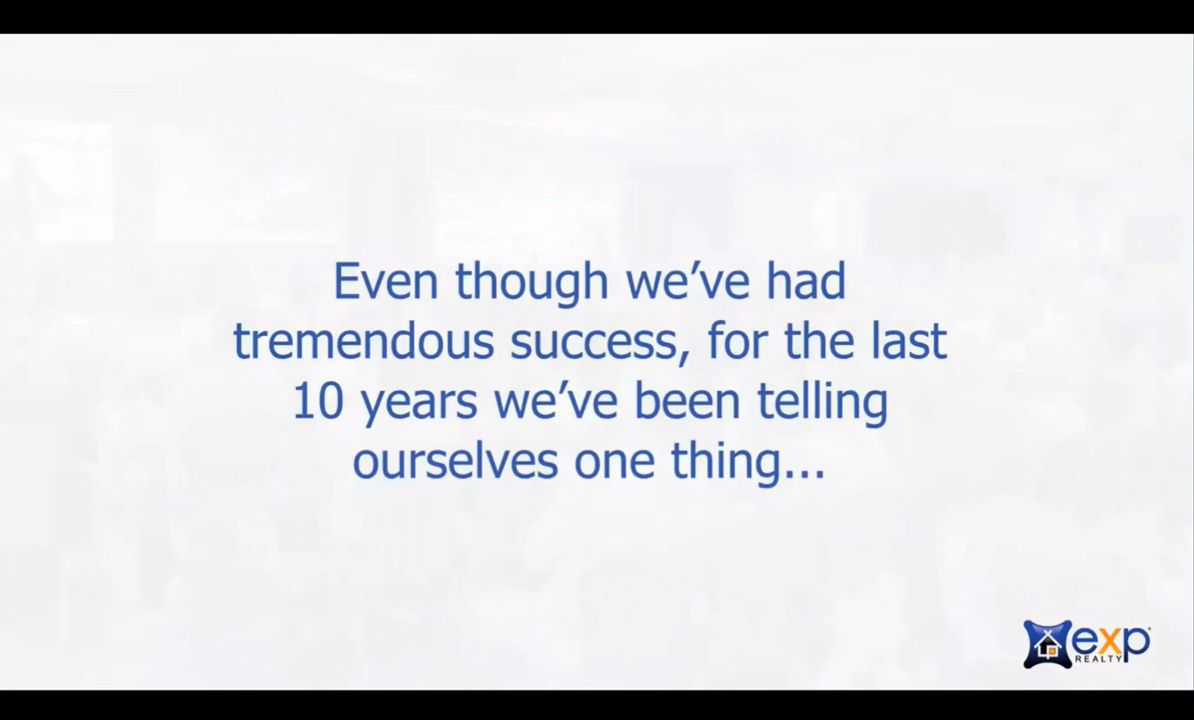 Even though we’ve had
tremendous success, for the last
10 years we’ve been telling
ourselves one thing...
exp
REALTY